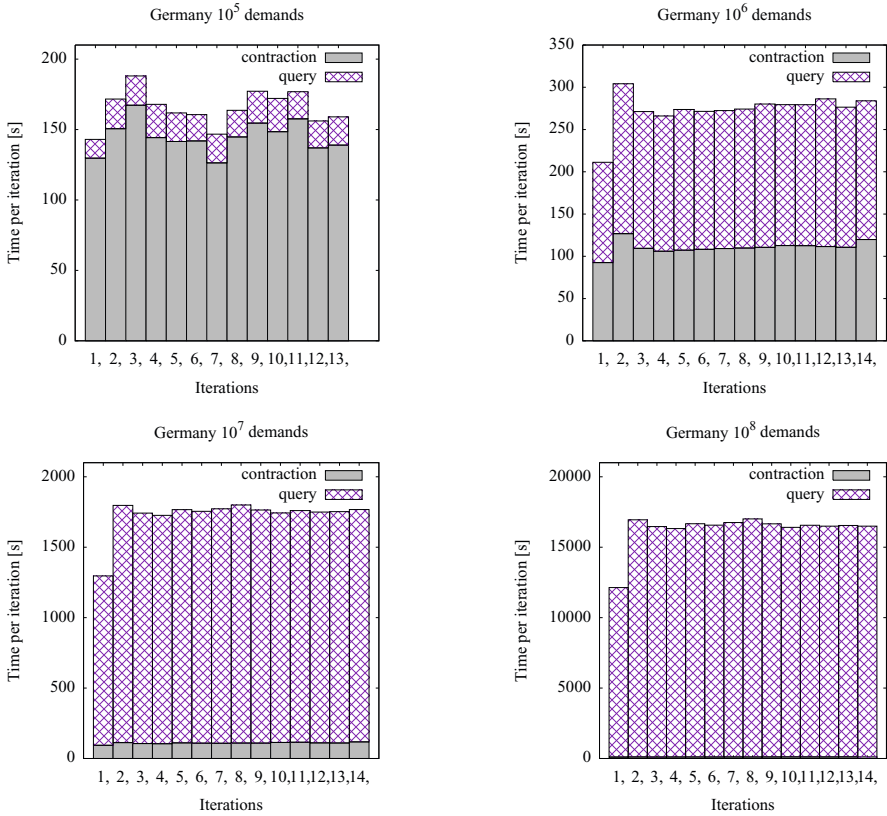 Germany 10^5 demands
contraction
query
Time per iteration [s]
200
150
100
50
0
1, 2, 3, 4, 5, 6, 7, 8, 9, 10,11,12,13,
Iterations
Germany 10^6 demands
contraction
query
Time per iteration [s]
350
300
250
200
150
100
50
0
1, 2, 3, 4, 5, 6, 7, 8, 9, 10,11,12,13,14,
Iterations
Germany 10^7 demands
contraction
query
Time per iteration [s]
2000
1500
1000
500
0
1, 2, 3, 4, 5, 6, 7, 8, 9, 10,11,12,13,14,
Iterations
Germany 10^8 demands
contraction
query
Time per iteration [s]
20000
15000
10000
5000
0
1, 2, 3, 4, 5, 6, 7, 8, 9, 10,11,12,13,14,
Iterations